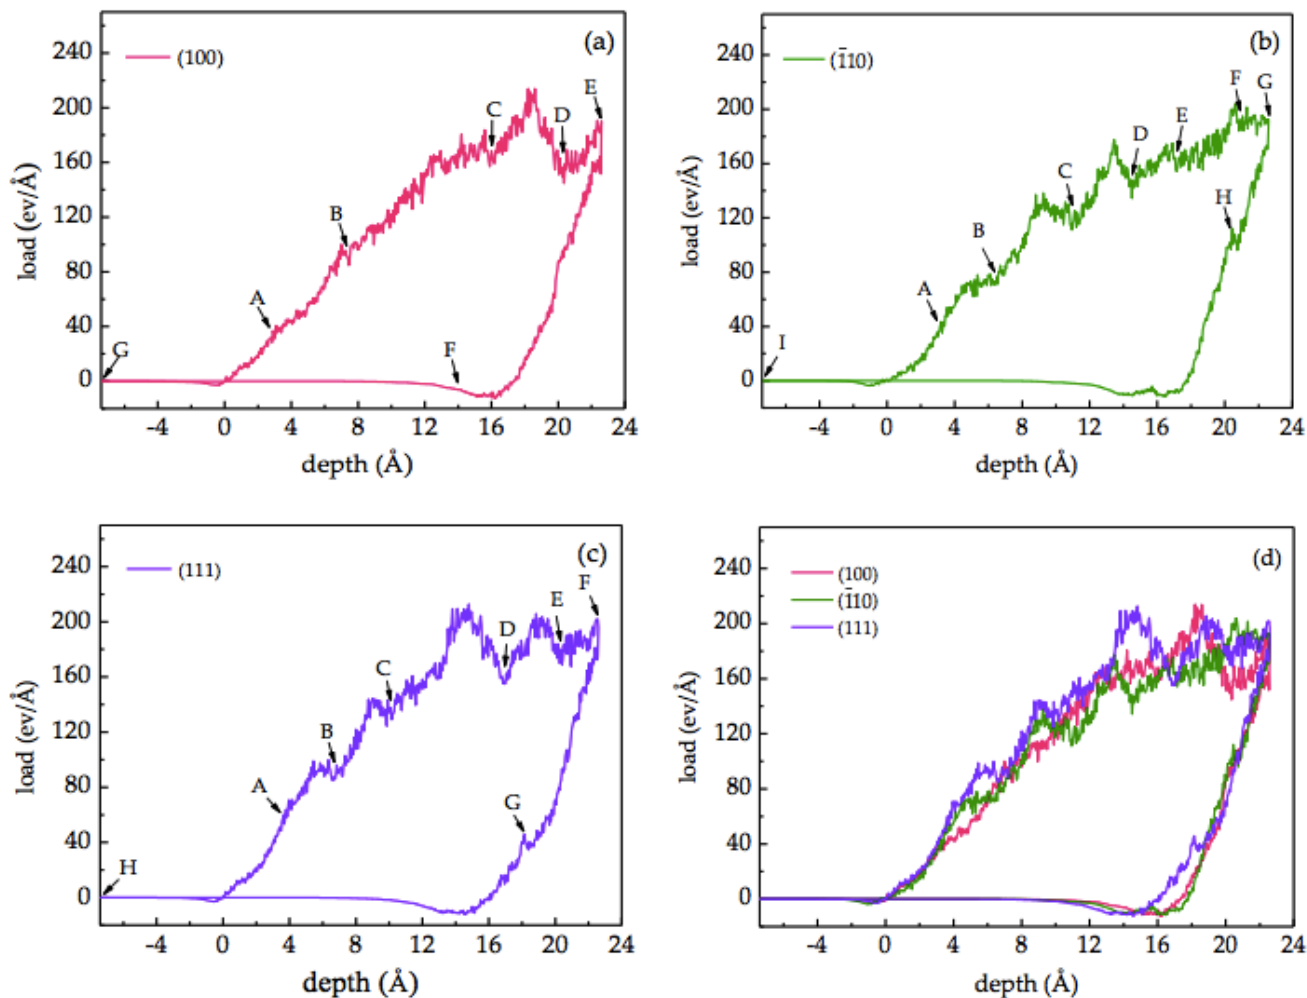 (a)
(100)
240
200
160
120
80
40
0
load (ev/Å)
A
B
C
D
E
F
G
-4 0 4 8 12 16 20 24
depth (Å)
(b)
(1̄10)
240
200
160
120
80
40
0
load (ev/Å)
A
B
C
D
E
F
G
H
I
-4 0 4 8 12 16 20 24
depth (Å)
(c)
(111)
240
200
160
120
80
40
0
load (ev/Å)
A
B
C
D
E
F
G
H
-4 0 4 8 12 16 20 24
depth (Å)
(d)
(100)
(1̄10)
(111)
240
200
160
120
80
40
0
load (ev/Å)
-4 0 4 8 12 16 20 24
depth (Å)